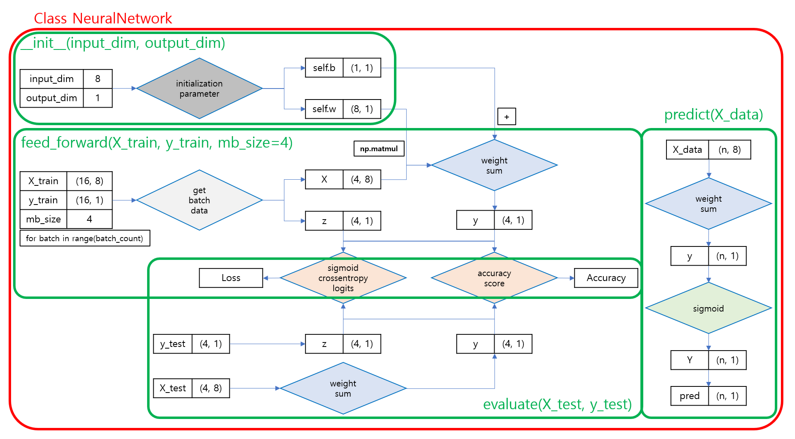 Class NeuralNetwork
__init__(input_dim, output_dim)
input_dim 8
output_dim 1
initialization
parameter
self.b (1, 1)
self.w (8, 1)
+
feed_forward(X_train, y_train, mb_size=4)
np.matmul
X_train (16, 8)
y_train (16, 1)
mb_size 4
for batch in range(batch_count)
get
batch
data
X (4, 8)
z (4, 1)
weight
sum
y (4, 1)
Loss
sigmoid
crossentropy
logits
accuracy
score
Accuracy
y_test (4, 1)
z (4, 1)
y (4, 1)
X_test (4, 8)
weight
sum
evaluate(X_test, y_test)
predict(X_data)
X_data (n, 8)
weight
sum
y (n, 1)
sigmoid
Y (n, 1)
pred (n, 1)